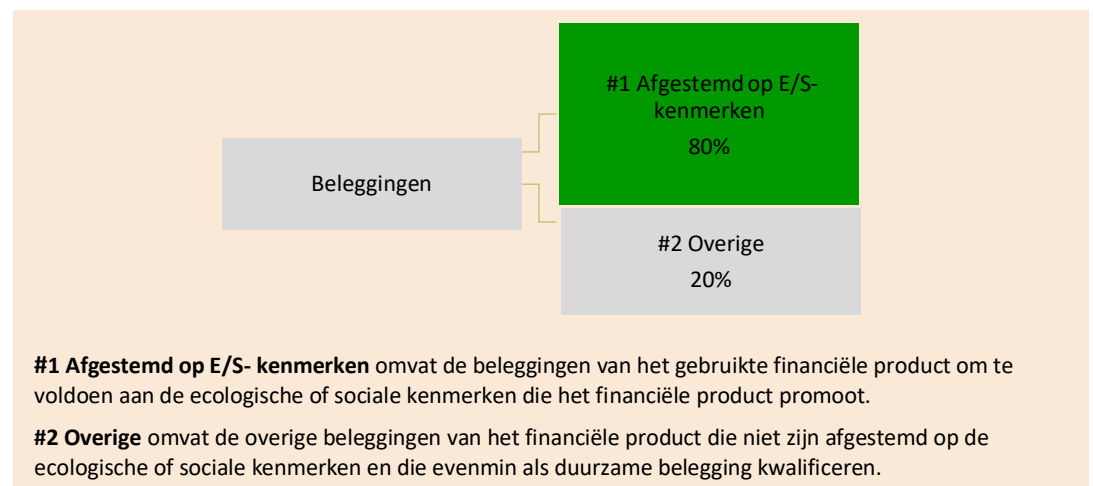 #1 Afgestemd op E/S-
kenmerken
80%
Beleggingen
#2 Overige
20%
#1 Afgestemd op E/S- kenmerken omvat de beleggingen van het gebruikte financiële product om te
voldoen aan de ecologische of sociale kenmerken die het financiële product promoot.
#2 Overige omvat de overige beleggingen van het financiële product die niet zijn afgestemd op de
ecologische of sociale kenmerken en die evenmin als duurzame belegging kwalificeren.